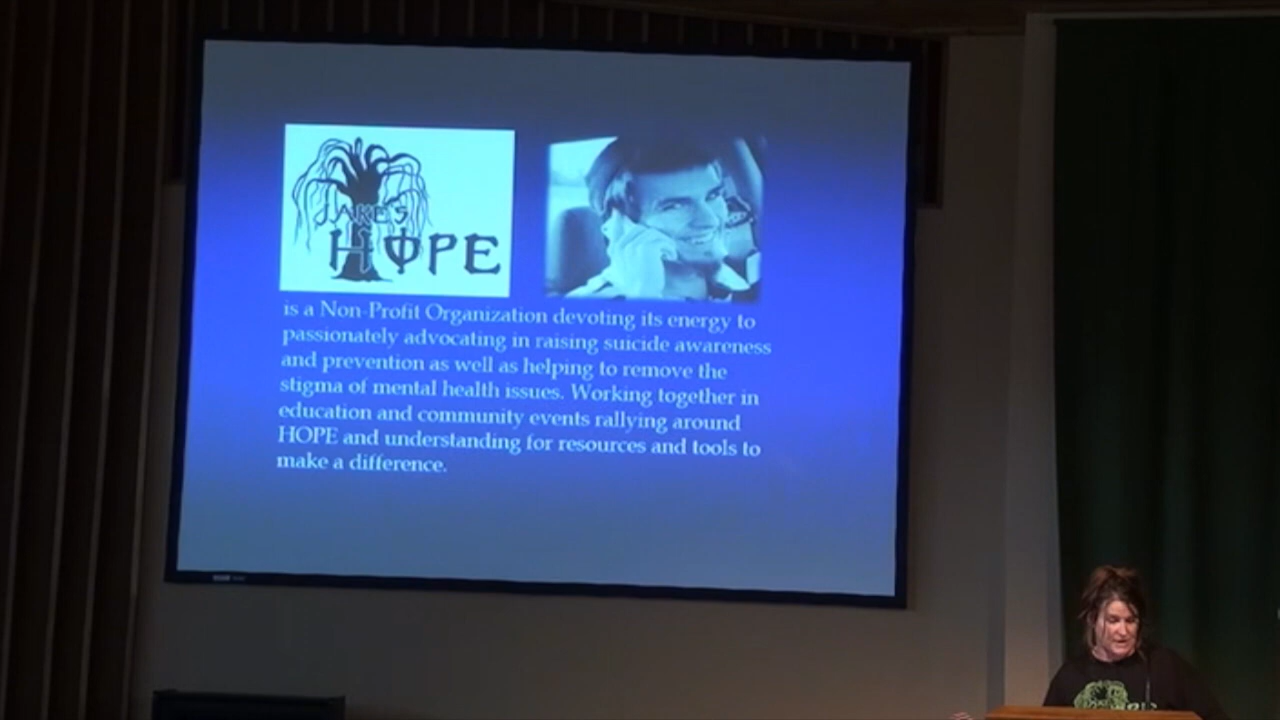 JAKE'S
HOPE
is a Non-Profit Organization devoting its energy to
passionately advocating in raising suicide awareness
and prevention as well as helping to remove the
stigma of mental health issues. Working together in
education and community events rallying around
HOPE and understanding for resources and tools to
make a difference.